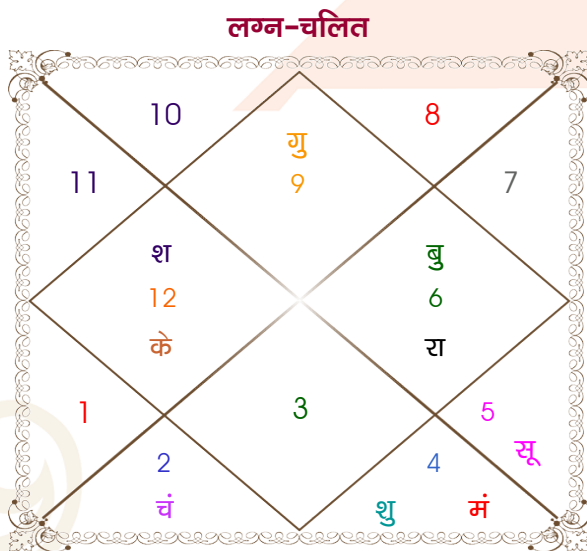 लग्न-चलित
10 8
गु
11 9 7
श बु
12 6
के रा
1 3 5
सू
2 4
चं शु मं